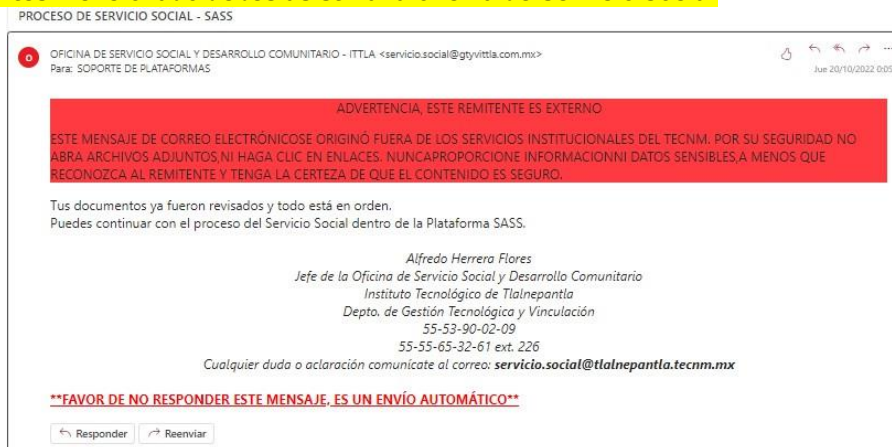 PROCESO DE SERVICIO SOCIAL - SASS
O
OFICINA DE SERVICIO SOCIAL Y DESARROLLO COMUNITARIO - ITTLA <servicio.social@gtyvittla.com.mx>
Para: SOPORTE DE PLATAFORMAS
Jue 20/10/2022 0:05
ADVERTENCIA, ESTE REMITENTE ES EXTERNO
ESTE MENSAJE DE CORREO ELECTRÓNICOSE ORIGINÓ FUERA DE LOS SERVICIOS INSTITUCIONALES DEL TECNM. POR SU SEGURIDAD NO
ABRA ARCHIVOS ADJUNTOS,NI HAGA CLIC EN ENLACES. NUNCAPROPORCIONE INFORMACIONNI DATOS SENSIBLES,A MENOS QUE
RECONOZCA AL REMITENTE Y TENGA LA CERTEZA DE QUE EL CONTENIDO ES SEGURO.
Tus documentos ya fueron revisados y todo está en orden.
Puedes continuar con el proceso del Servicio Social dentro de la Plataforma SASS.
Alfredo Herrera Flores
Jefe de la Oficina de Servicio Social y Desarrollo Comunitario
Instituto Tecnológico de Tlalnepantla
Depto. de Gestión Tecnológica y Vinculación
55-53-90-02-09
55-55-65-32-61 ext. 226
Cualquier duda o aclaración comunícate al correo: servicio.social@tlalnepantla.tecnm.mx
**FAVOR DE NO RESPONDER ESTE MENSAJE, ES UN ENVÍO AUTOMÁTICO**
Responder
Reenviar